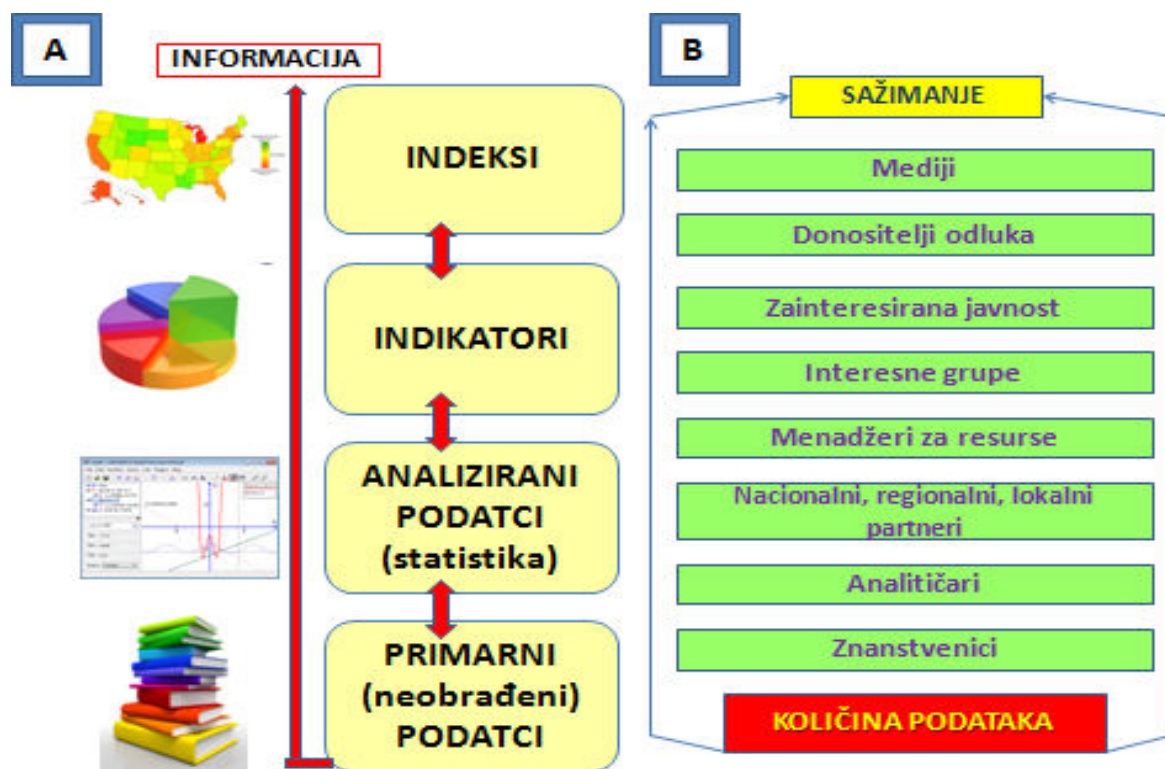 A
INFORMACIJA
INDEKSI
INDIKATORI
ANALIZIRANI
PODATCI
(statistika)
PRIMARNI
(neobrađeni)
PODATCI
B
SAŽIMANJE
Mediji
Donositelji odluka
Zainteresirana javnost
Interesne grupe
Menadžeri za resurse
Nacionalni, regionalni, lokalni
partneri
Analitičari
Znanstvenici
KOLIČINA PODATAKA